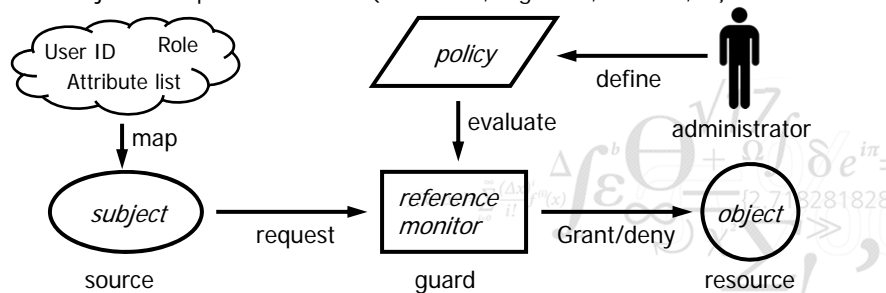 User ID
Role
Attribute list
map
subject
source
request
policy
evaluate
reference
monitor
guard
define
administrator
Grant/deny
object
resource